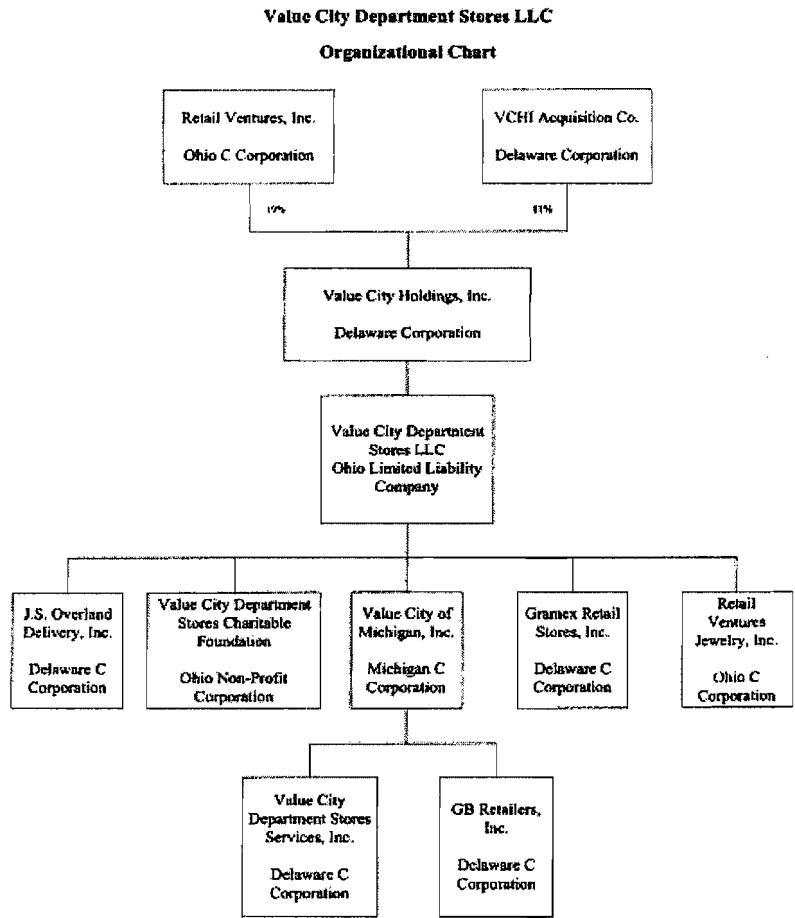 Value City Department Stores LLC
Organizational Chart
Retail Ventures, Inc.
Ohio C Corporation
VCHI Acquisition Co.
Delaware Corporation
Value City Holdings, Inc.
Delaware Corporation
Value City Department
Stores LLC
Ohio Limited Liability
Company
J.S. Overland
Delivery, Inc.
Delaware C
Corporation
Value City Department
Stores Charitable
Foundation
Ohio Non-Profit
Corporation
Value City of
Michigan, Inc.
Michigan C
Corporation
Gramex Retail
Stores, Inc.
Delaware C
Corporation
Retail
Ventures
Jewelry, Inc.
Ohio C
Corporation
Value City
Department Stores
Services, Inc.
Delaware C
Corporation
GB Retailers,
Inc.
Delaware C
Corporation